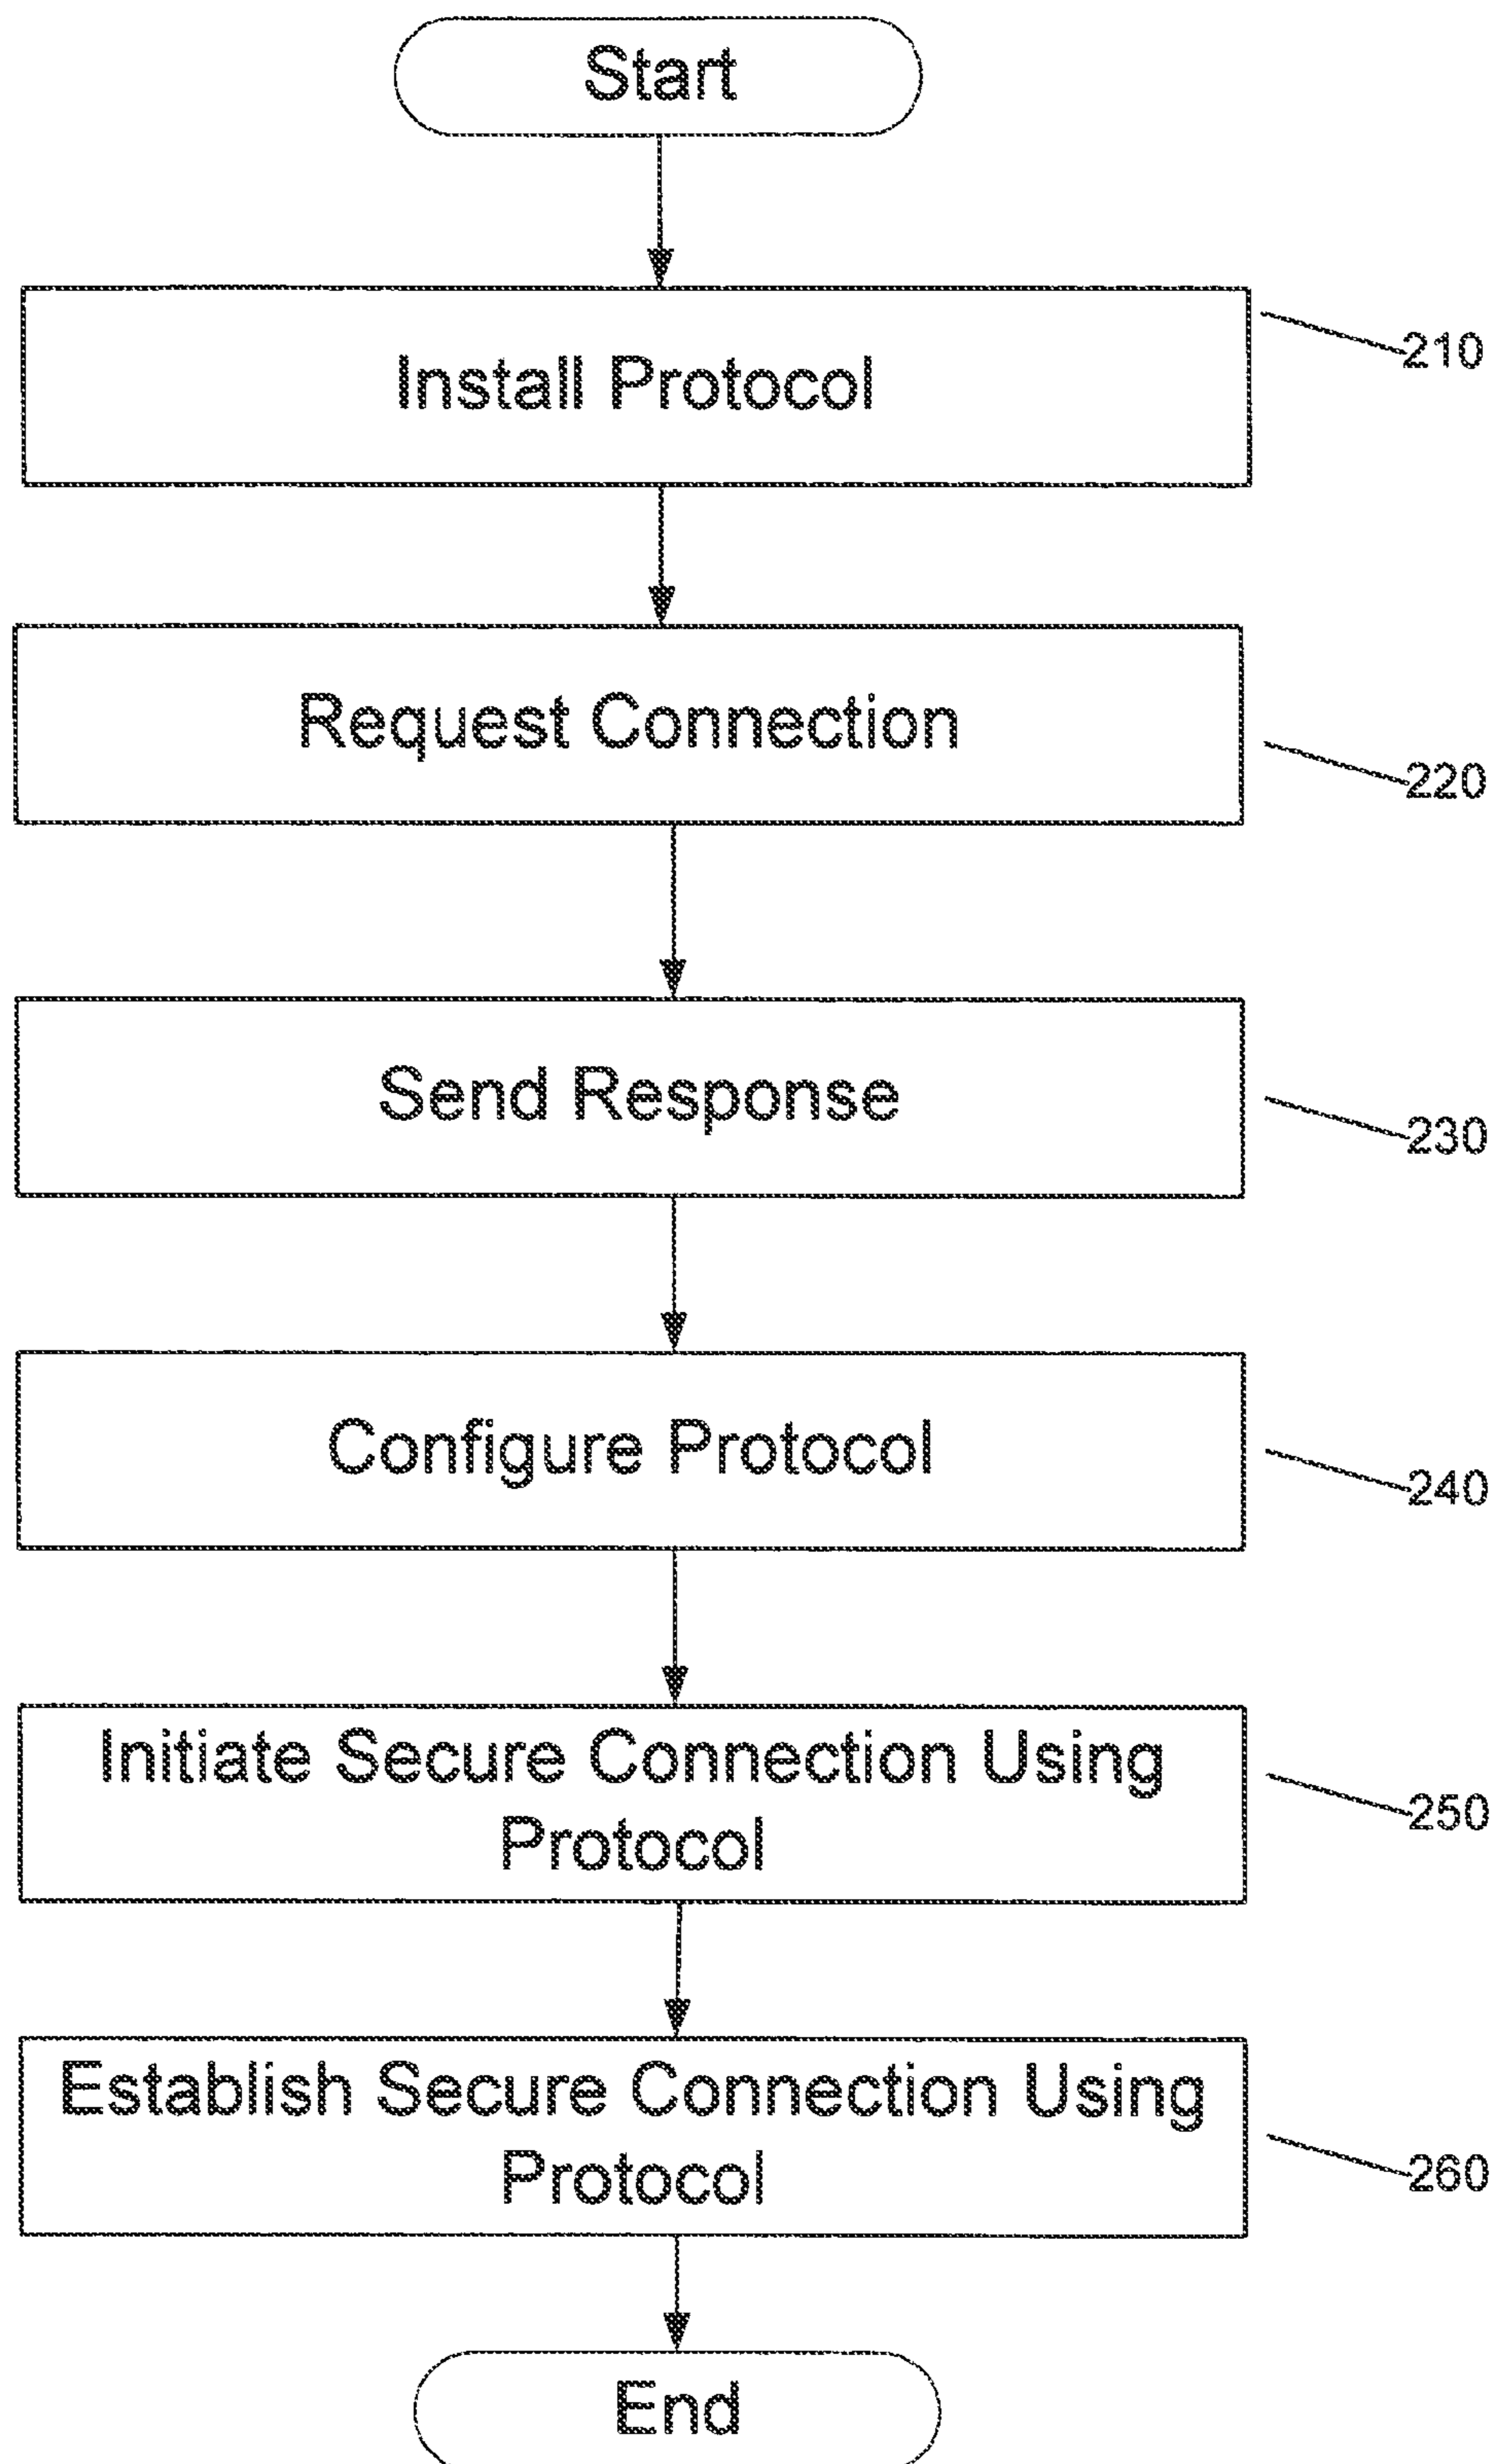 Start
Install Protocol
210
Request Connection
220
Send Response
230
Configure Protocol
240
Initiate Secure Connection Using
Protocol
250
Establish Secure Connection Using
Protocol
260
End